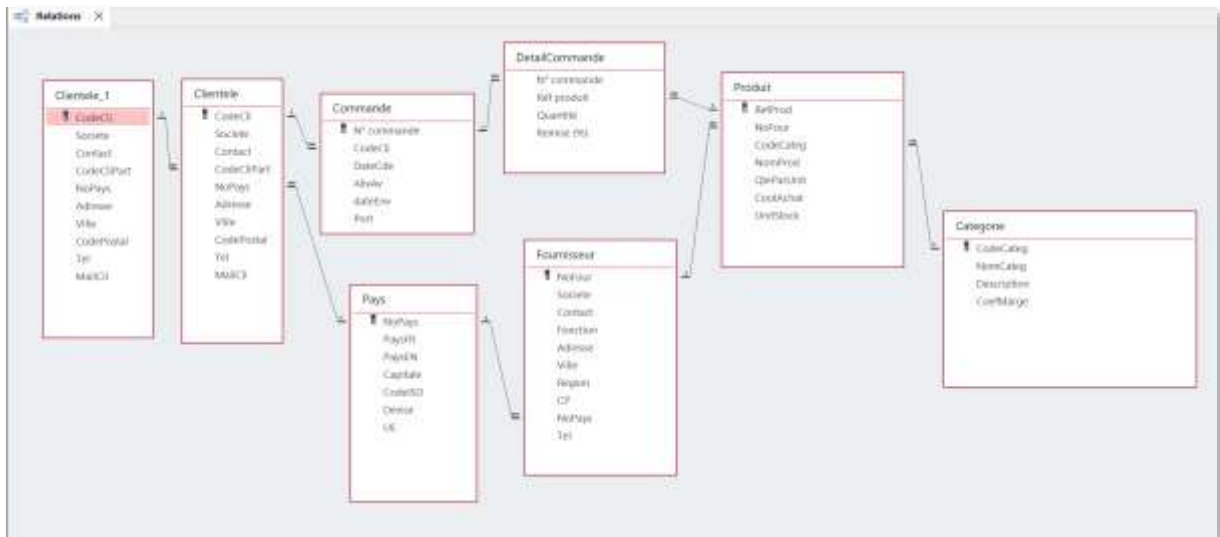 Relations
Clientele_1
CodeCli
Societe
Contact
CodeCliPart
NoPays
Adresse
Ville
CodePostal
Tel
MailCli
Clientele
CodeCli
Societe
Contact
CodeCliPart
NoPays
Adresse
Ville
CodePostal
Tel
MailCli
Commande
N° commande
CodeCli
DateCde
dateEnv
Port
DetailCommande
N° commande
Réf produit
Quantité
Remise (%)
Produit
RefProd
NoFour
CodeCateg
NomProd
QteParUnit
CoutAchat
UnitStock
Categorie
CodeCateg
NomCateg
Description
CoefMarge
Fournisseur
NoFour
Societe
Contact
Fonction
Adresse
Ville
Region
CP
NoPays
Tel
Pays
NoPays
PaysFR
PaysEN
Capitale
CodeISO
Devise
UE